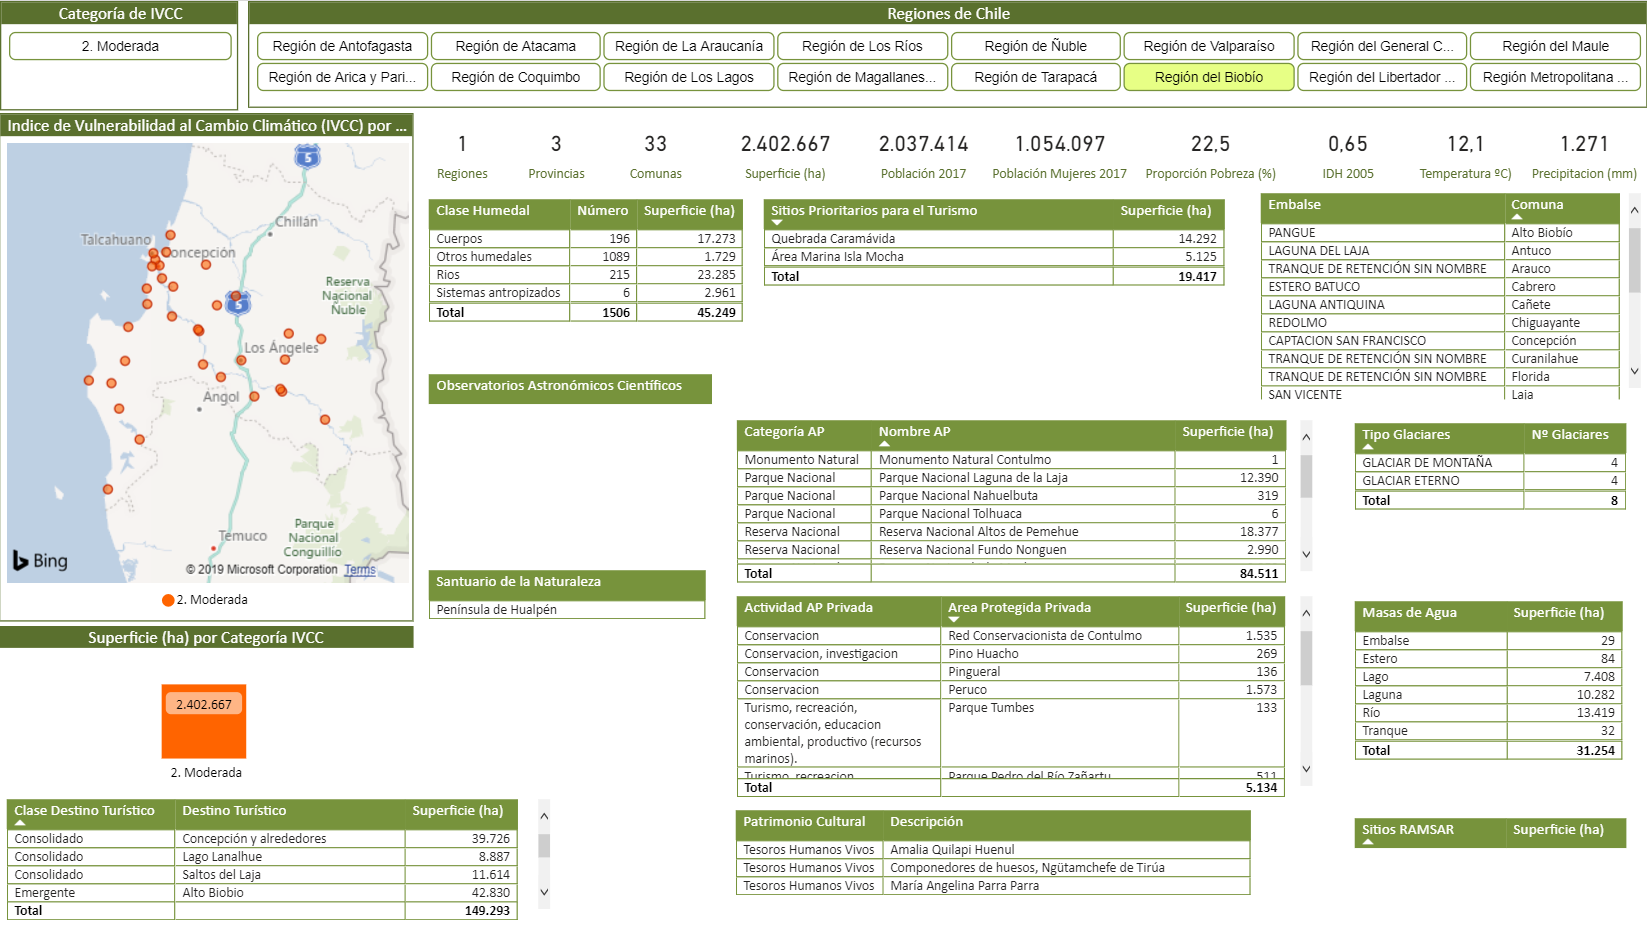 Categoría de IVCC
2. Moderada
Regiones de Chile
Región de Antofagasta
Región de Atacama
Región de La Araucanía
Región de Los Ríos
Región de Ñuble
Región de Valparaíso
Región del General C...
Región del Maule
Región de Arica y Pari...
Región de Coquimbo
Región de Los Lagos
Región de Magallanes...
Región de Tarapacá
Región del Biobío
Región del Libertador ...
Región Metropolitana ...
Indice de Vulnerabilidad al Cambio Climático (IVCC) por ...
5
Chillán
Talcahuano
Concepción
Reserva
Nacional
Ñuble
5
Los Ángeles
Angol
Temuco
Parque
Nacional
Conguillío
Bing
© 2019 Microsoft Corporation Terms
2. Moderada
1
Regiones
3
Provincias
33
Comunas
2.402.667
Superficie (ha)
2.037.414
Población 2017
1.054.097
Población Mujeres 2017
22,5
Proporción Pobreza (%)
0,65
IDH 2005
12,1
Temperatura ºC)
1.271
Precipitacion (mm)
Clase Humedal Número Superficie (ha)
Cuerpos 196 17.273
Otros humedales 1089 1.729
Rios 215 23.285
Sistemas antropizados 6 2.961
Total 1506 45.249
Sitios Prioritarios para el Turismo Superficie (ha)
Quebrada Caramávida 14.292
Área Marina Isla Mocha 5.125
Total 19.417
Embalse Comuna
PANGUE Alto Biobío
LAGUNA DEL LAJA Antuco
TRANQUE DE RETENCIÓN SIN NOMBRE Arauco
ESTERO BATUCO Cabrero
LAGUNA ANTIQUINA Cañete
REDOLMO Chiguayante
CAPTACION SAN FRANCISCO Concepción
TRANQUE DE RETENCIÓN SIN NOMBRE Curanilahue
TRANQUE DE RETENCIÓN SIN NOMBRE Florida
SAN VICENTE Laja
Observatorios Astronómicos Científicos
Categoría AP Nombre AP Superficie (ha)
Monumento Natural Monumento Natural Contulmo 1
Parque Nacional Parque Nacional Laguna de la Laja 12.390
Parque Nacional Parque Nacional Nahuelbuta 319
Parque Nacional Parque Nacional Tolhuaca 6
Reserva Nacional Reserva Nacional Altos de Pemehue 18.377
Reserva Nacional Reserva Nacional Fundo Nonguen 2.990
Total 84.511
Tipo Glaciares Nº Glaciares
GLACIAR DE MONTAÑA 4
GLACIAR ETERNO 4
Total 8
Santuario de la Naturaleza
Península de Hualpén
Actividad AP Privada Area Protegida Privada Superficie (ha)
Conservacion Red Conservacionista de Contulmo 1.535
Conservacion, investigacion Pino Huacho 269
Conservacion Pingueral 136
Conservacion Peruco 1.573
Turismo, recreación, Parque Tumbes 133
conservación, educacion
ambiental, productivo (recursos
marinos).
Turismo, recreacion Parque Pedro del Río Zañartu 511
Total 5.134
Masas de Agua Superficie (ha)
Embalse 29
Estero 84
Lago 7.408
Laguna 10.282
Río 13.419
Tranque 32
Total 31.254
Superficie (ha) por Categoría IVCC
2.402.667
2. Moderada
Clase Destino Turístico Destino Turístico Superficie (ha)
Consolidado Concepción y alrededores 39.726
Consolidado Lago Lanalhue 8.887
Consolidado Saltos del Laja 11.614
Emergente Alto Biobio 42.830
Total 149.293
Patrimonio Cultural Descripción
Tesoros Humanos Vivos Amalia Quilapi Huenul
Tesoros Humanos Vivos Componedores de huesos, Ngütamchefe de Tirúa
Tesoros Humanos Vivos María Angelina Parra Parra
Sitios RAMSAR Superficie (ha)